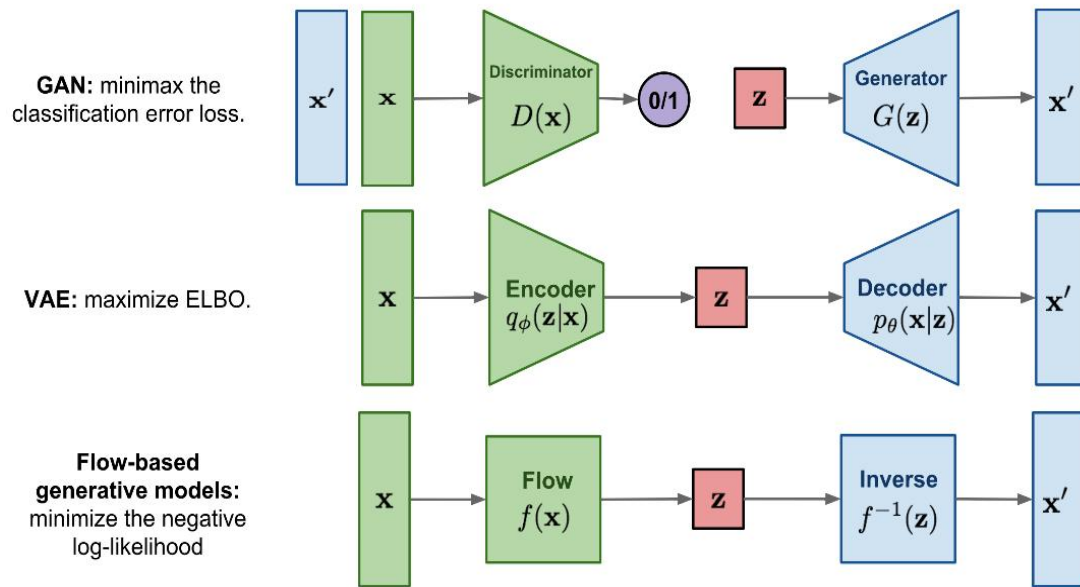 GAN: minimax the
classification error loss.
x′
x
Discriminator
D(x)
0/1
z
Generator
G(z)
x′
VAE: maximize ELBO.
x
Encoder
qϕ(z|x)
z
Decoder
pθ(x|z)
x′
Flow-based
generative models:
minimize the negative
log-likelihood
x
Flow
f(x)
z
Inverse
f⁻¹(z)
x′